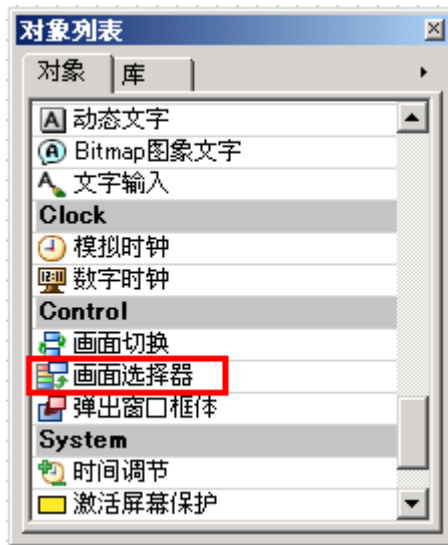 对象列表
对象 库
动态文字
Bitmap图象文字
文字输入
Clock
模拟时钟
数字时钟
Control
画面切换
画面选择器
弹出窗口框体
System
时间调节
激活屏幕保护